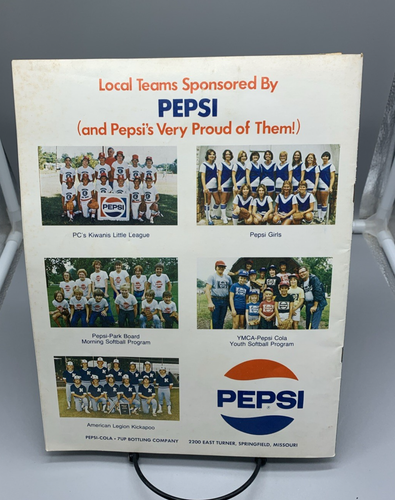 Local Teams Sponsored By
PEPSI
(and Pepsi's Very Proud of Them!)
PEPSI
PC's Kiwanis Little League
Pepsi Girls
Pepsi-Park Board
Morning Softball Program
YMCA-Pepsi Cola
Youth Softball Program
American Legion Kickapoo
PEPSI
PEPSI-COLA • 7UP BOTTLING COMPANY 2300 EAST TURNER, SPRINGFIELD, MISSOURI